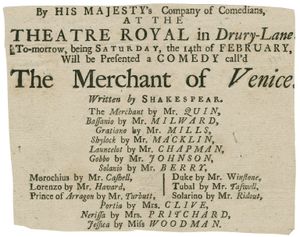 By HIS MAJESTY's Company of Comedians,
AT THE
THEATRE ROYAL in Drury-Lane
To-morrow, being SATURDAY, the 14th of FEBRUARY,
Will be Presented a COMEDY call'd
The Merchant of Venice.
Written by SHAKESPEAR.
The Merchant by Mr. QUIN,
Bassanio by Mr. MILWARD,
Gratiano by Mr. MILLS,
Shylock by Mr. MACKLIN,
Launcelot by Mr. CHAPMAN,
Gobbo by Mr. JOHNSON,
Solanio by Mr. BERRY,
Morochius by Mr. Cashell, Duke by Mr. Winstone,
Lorenzo by Mr. Havard, Tubal by Mr. Taswell,
Prince of Arragon by Mr. Turbutt, Solarino by Mr. Ridout,
Portia by Mrs. CLIVE,
Nerissa by Mrs. PRITCHARD,
Jessica by Miss WOODMAN.